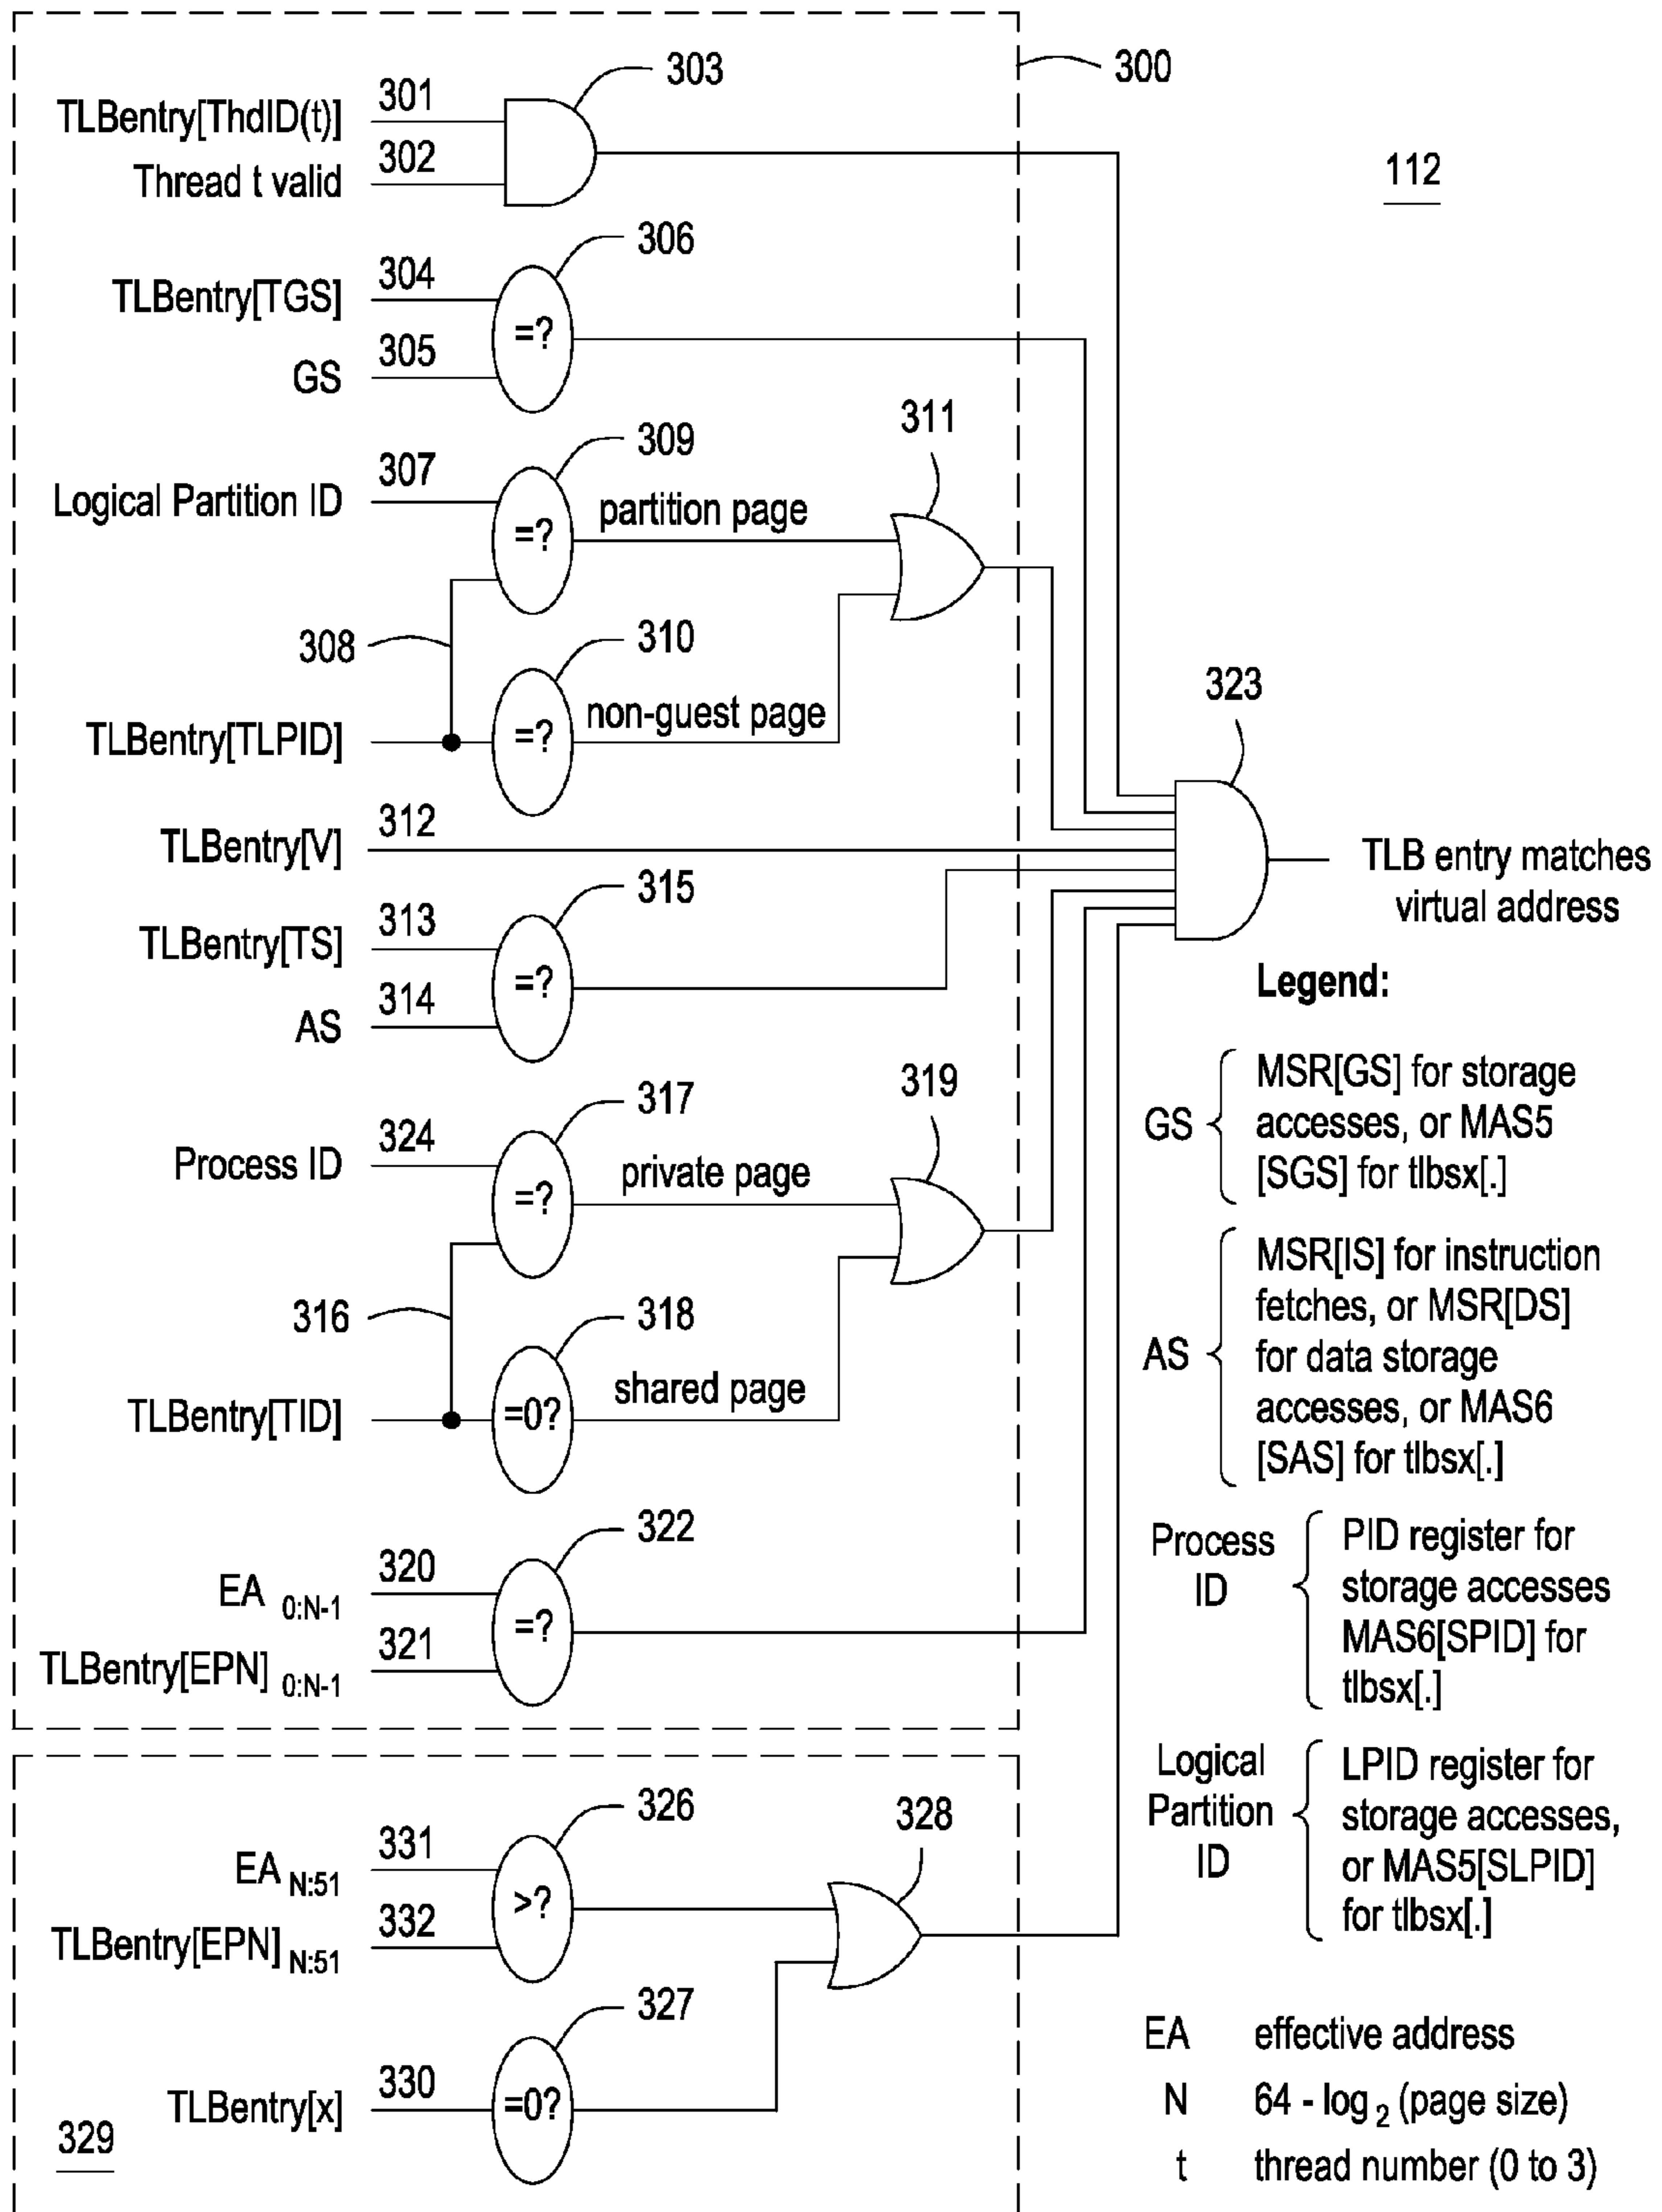 303
300
301
TLBentry[ThdID(t)]
302
Thread t valid
112
306
304
TLBentry[TGS]
=?
305
GS
311
309
307
Logical Partition ID
partition page
=?
308
310
323
non-guest page
TLBentry[TLPID]
=?
312
TLBentry[V]
TLB entry matches
virtual address
315
313
TLBentry[TS]
=?
314
AS
Legend:
GS
MSR[GS] for storage
accesses, or MAS5
[SGS] for tlbsx[.]
319
317
324
Process ID
private page
=?
316
318
shared page
TLBentry[TID]
=0?
AS
MSR[IS] for instruction
fetches, or MSR[DS]
for data storage
accesses, or MAS6
[SAS] for tlbsx[.]
322
320
EA 0:N-1
=?
321
TLBentry[EPN] 0:N-1
Process
ID
PID register for
storage accesses
MAS6[SPID] for
tlbsx[.]
Logical
Partition
ID
LPID register for
storage accesses,
or MAS5[SLPID]
for tlbsx[.]
326
328
331
EA N:51
>?
332
TLBentry[EPN] N:51
327
330
TLBentry[x]
=0?
329
EA effective address
N 64 - log 2 (page size)
t thread number (0 to 3)